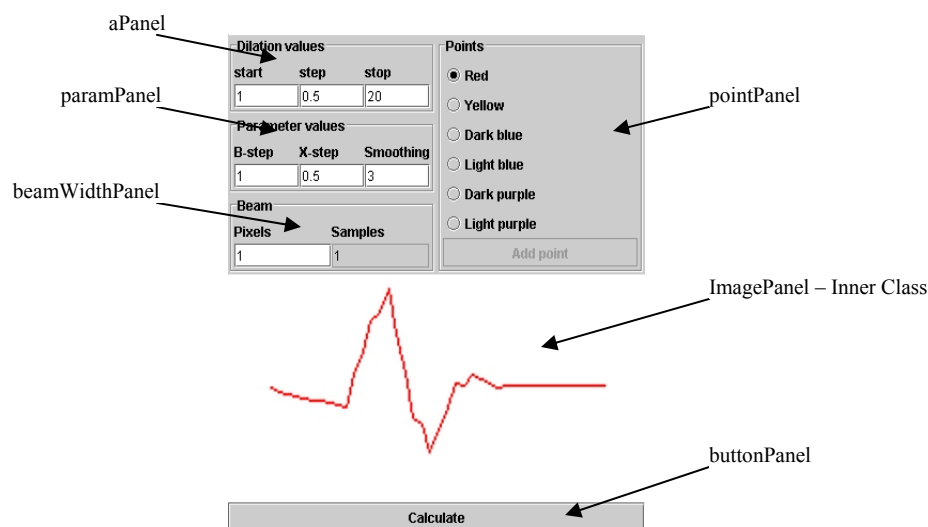 aPanel
Dilation values
start step stop
1 0.5 20
paramPanel
Parameter values
B-step X-step Smoothing
1 0.5 3
beamWidthPanel
Beam
Pixels Samples
1 1
Points
Red
Yellow
Dark blue
Light blue
Dark purple
Light purple
Add point
pointPanel
ImagePanel – Inner Class
buttonPanel
Calculate